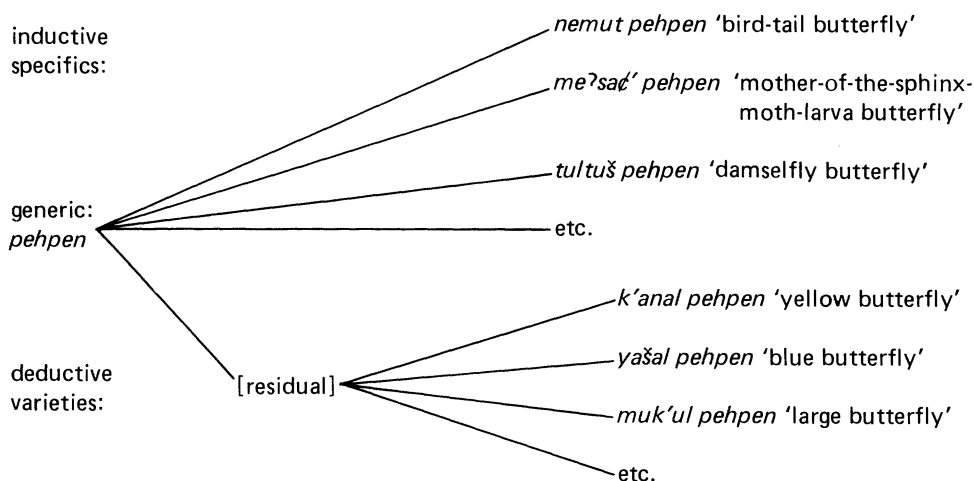 inductive
specifics:
nemut pehpen ‘bird-tail butterfly’
meˀsaȼ’ pehpen ‘mother-of-the-sphinx-
moth-larva butterfly’
tultuš pehpen ‘damselfly butterfly’
generic:
pehpen
etc.
k’anal pehpen ‘yellow butterfly’
yašal pehpen ‘blue butterfly’
deductive
varieties:
[residual]
muk’ul pehpen ‘large butterfly’
etc.